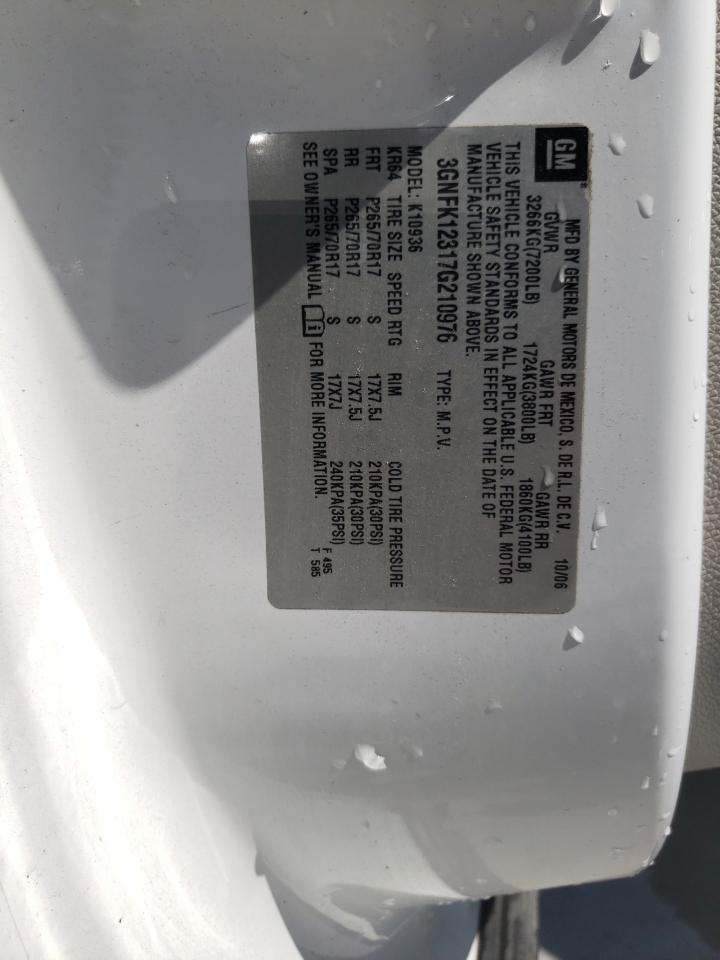 GM
MFD BY GENERAL MOTORS DE MEXICO, S. DE R.L. DE C.V. 10/06
GVWR GAWR FRT GAWR RR
3266KG(7200LB) 1724KG(3800LB) 1860KG(4100LB)
THIS VEHICLE CONFORMS TO ALL APPLICABLE U.S. FEDERAL MOTOR
VEHICLE SAFETY STANDARDS IN EFFECT ON THE DATE OF
MANUFACTURE SHOWN ABOVE.
3GNFK12317G210976 TYPE: M.P.V.
MODEL: K10936
KR64 TIRE SIZE SPEED RTG RIM COLD TIRE PRESSURE
FRT P265/70R17 S 17X7.5J 210KPA(30PSI)
RR P265/70R17 S 17X7.5J 210KPA(30PSI)
SPA P265/70R17 S 17X7J 240KPA(35PSI)
SEE OWNER'S MANUAL FOR MORE INFORMATION.
F 495
T 585